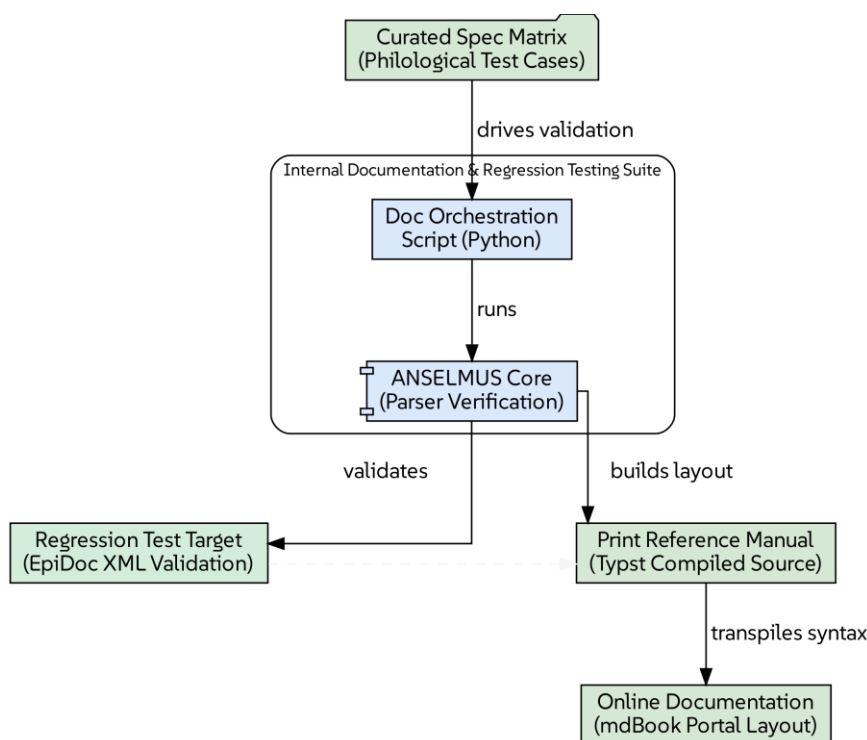 Curated Spec Matrix
(Philological Test Cases)
drives validation
Internal Documentation & Regression Testing Suite
Doc Orchestration
Script (Python)
runs
ANSELMUS Core
(Parser Verification)
validates
builds layout
Regression Test Target
(EpiDoc XML Validation)
Print Reference Manual
(Typst Compiled Source)
transpiles syntax
Online Documentation
(mdBook Portal Layout)